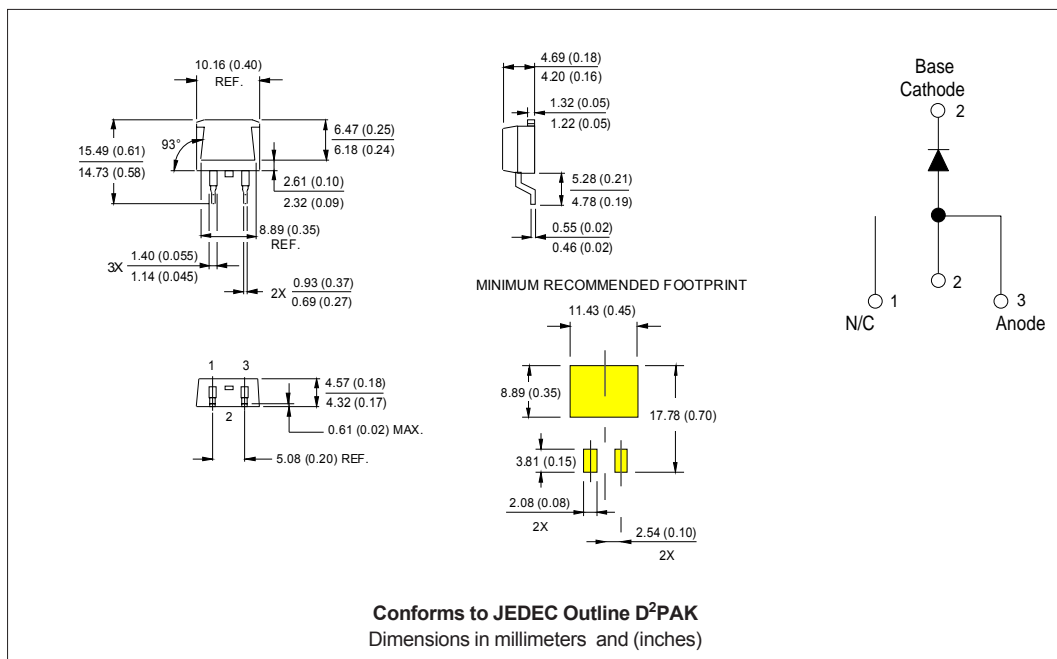 10.16 (0.40)
REF.
15.49 (0.61)
14.73 (0.58)
93°
6.47 (0.25)
6.18 (0.24)
2.61 (0.10)
2.32 (0.09)
8.89 (0.35)
REF.
3X
1.40 (0.055)
1.14 (0.045)
2X
0.93 (0.37)
0.69 (0.27)
4.69 (0.18)
4.20 (0.16)
1.32 (0.05)
1.22 (0.05)
5.28 (0.21)
4.78 (0.19)
0.55 (0.02)
0.46 (0.02)
Base
Cathode
2
2
1
N/C
3
Anode
1 3
2
4.57 (0.18)
4.32 (0.17)
0.61 (0.02) MAX.
5.08 (0.20) REF.
MINIMUM RECOMMENDED FOOTPRINT
11.43 (0.45)
8.89 (0.35)
17.78 (0.70)
3.81 (0.15)
2.08 (0.08)
2X
2.54 (0.10)
2X
Conforms to JEDEC Outline D²PAK
Dimensions in millimeters and (inches)